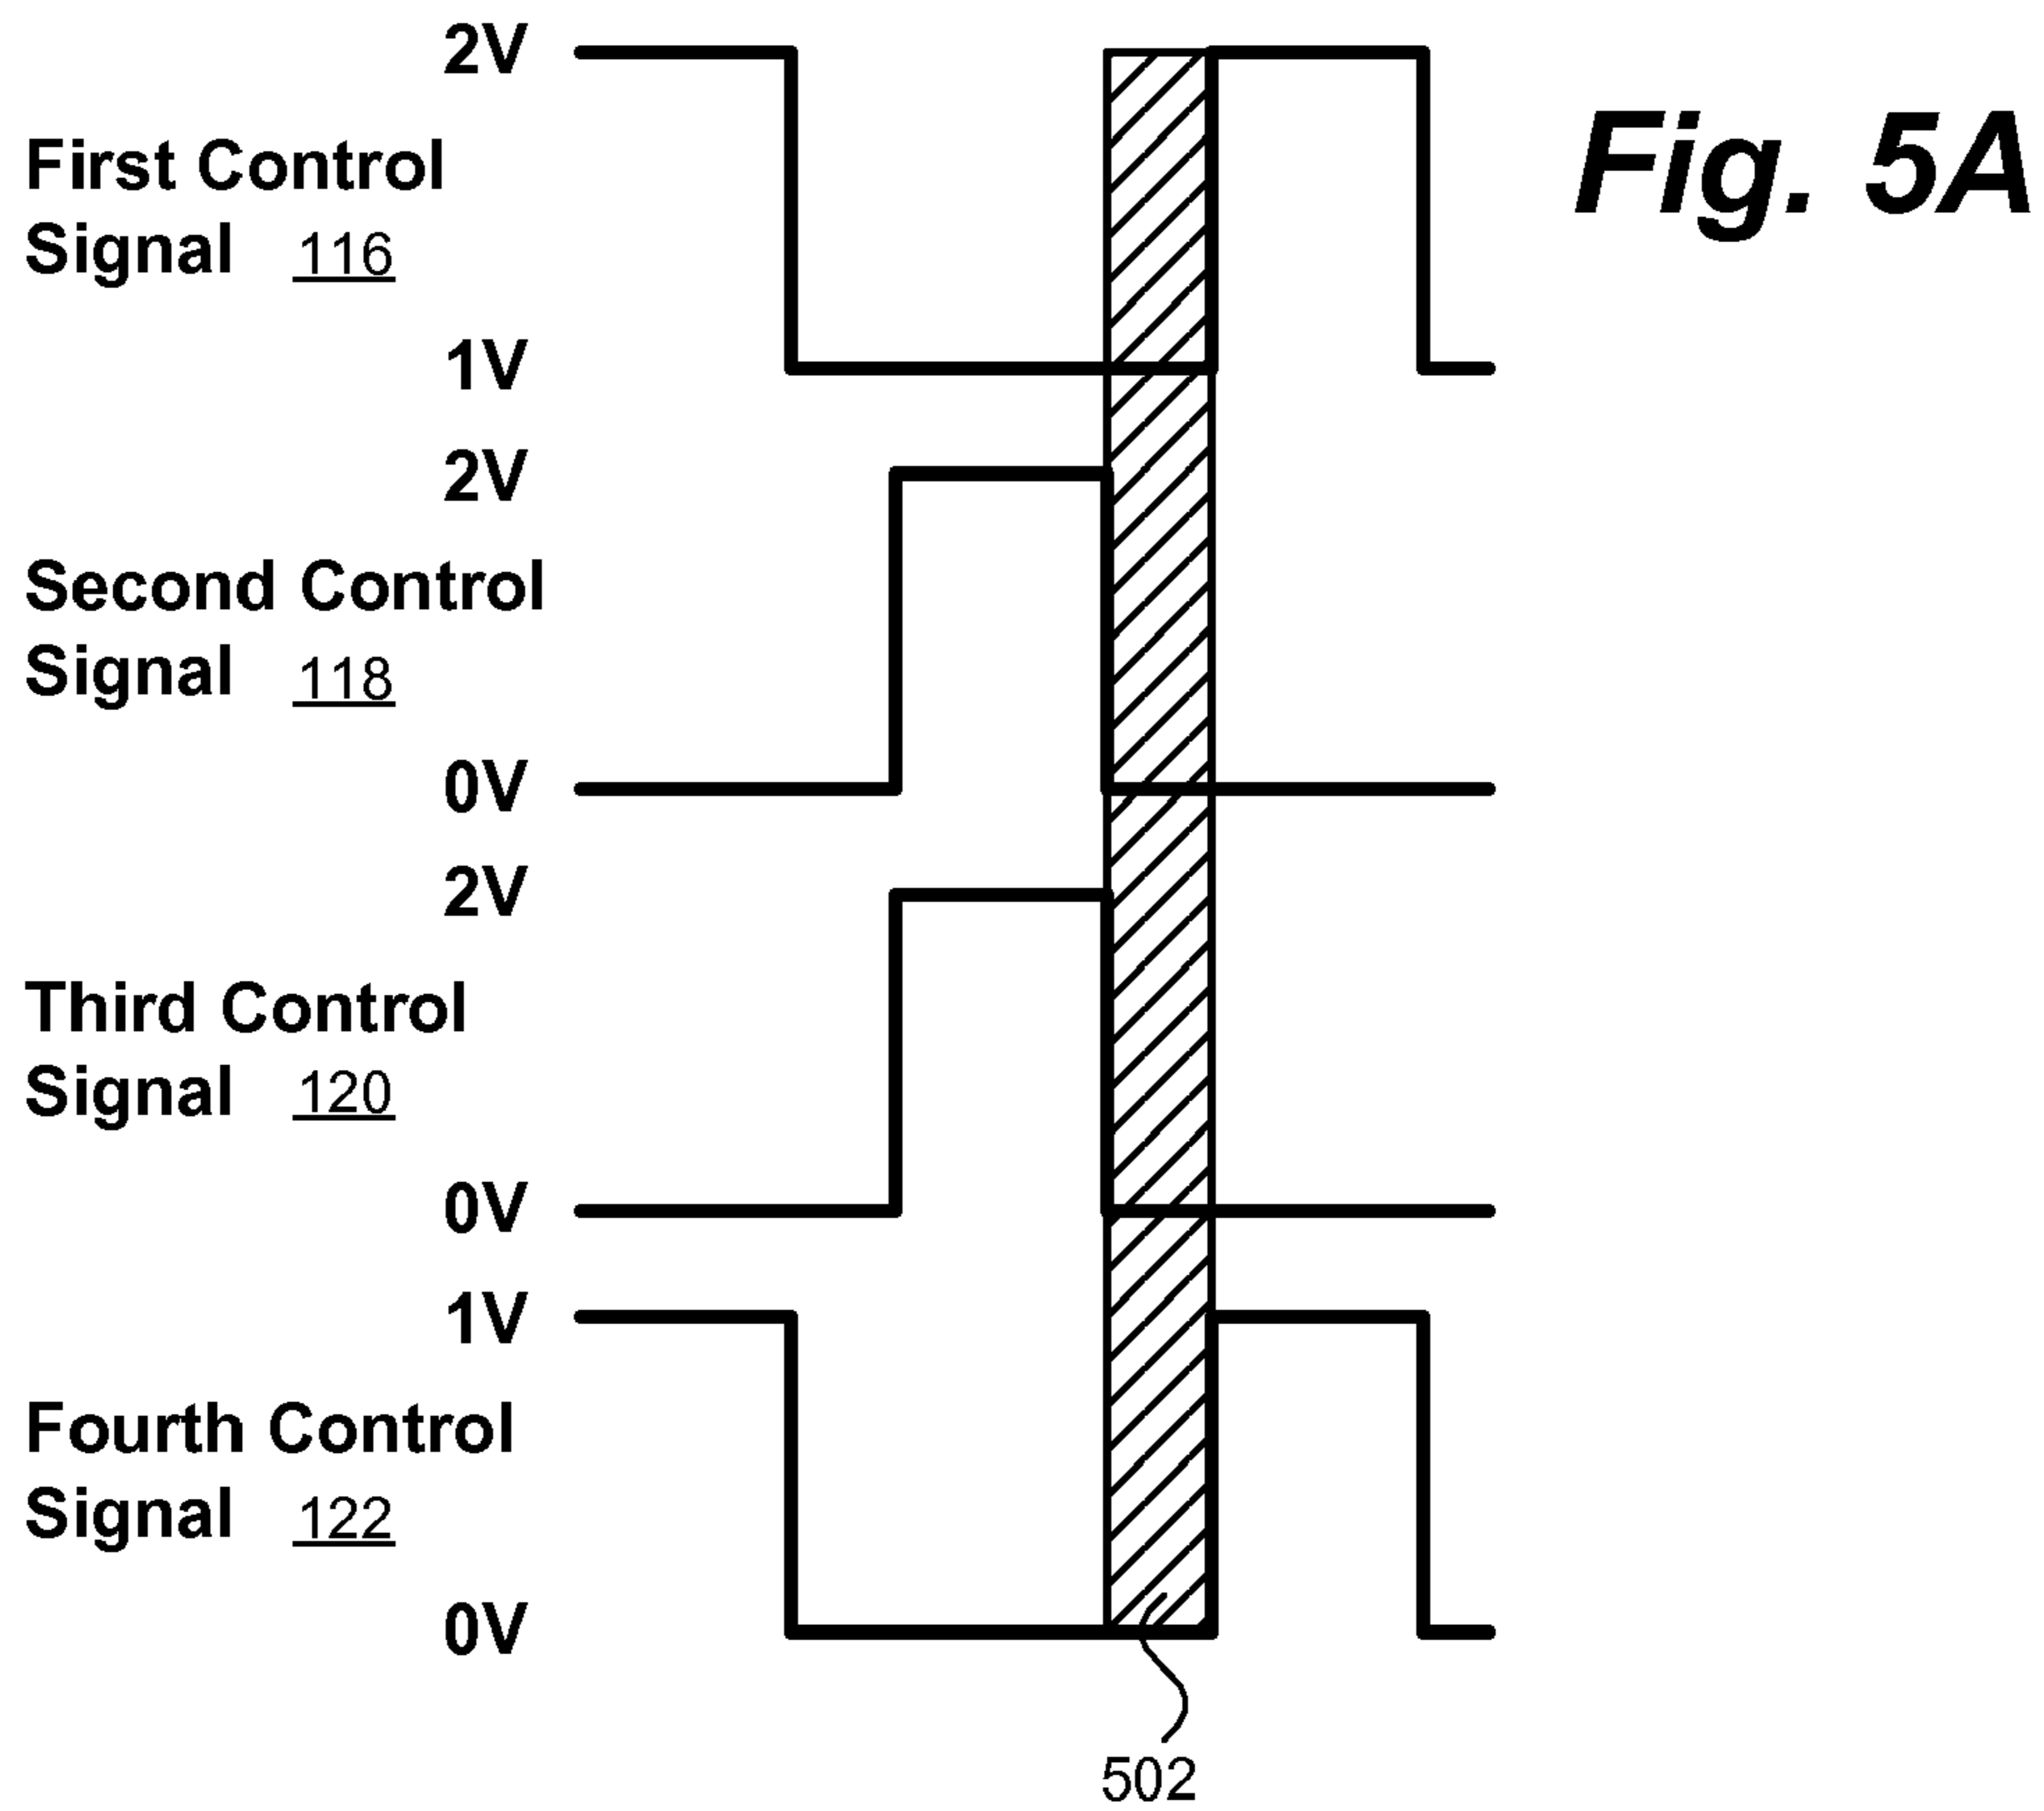 2V
Fig. 5A
First Control
Signal 116
1V
2V
Second Control
Signal 118
0V
2V
Third Control
Signal 120
0V
1V
Fourth Control
Signal 122
0V
502